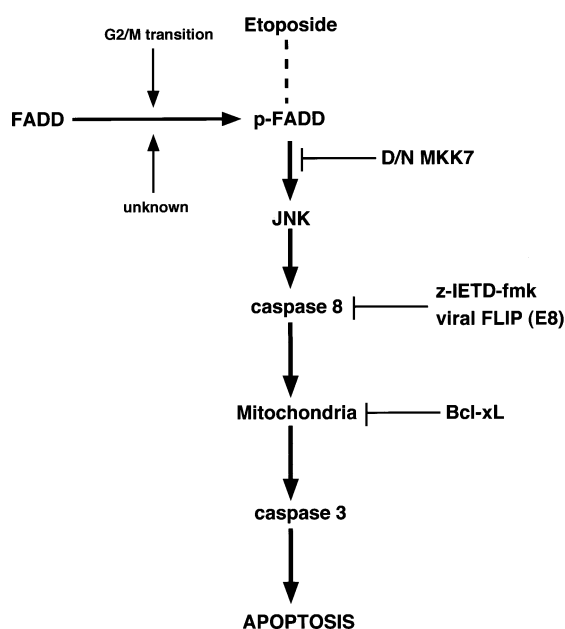 Etoposide
G2/M transition
FADD
p-FADD
D/N MKK7
unknown
JNK
z-IETD-fmk
caspase 8
viral FLIP (E8)
Mitochondria
Bcl-xL
caspase 3
APOPTOSIS